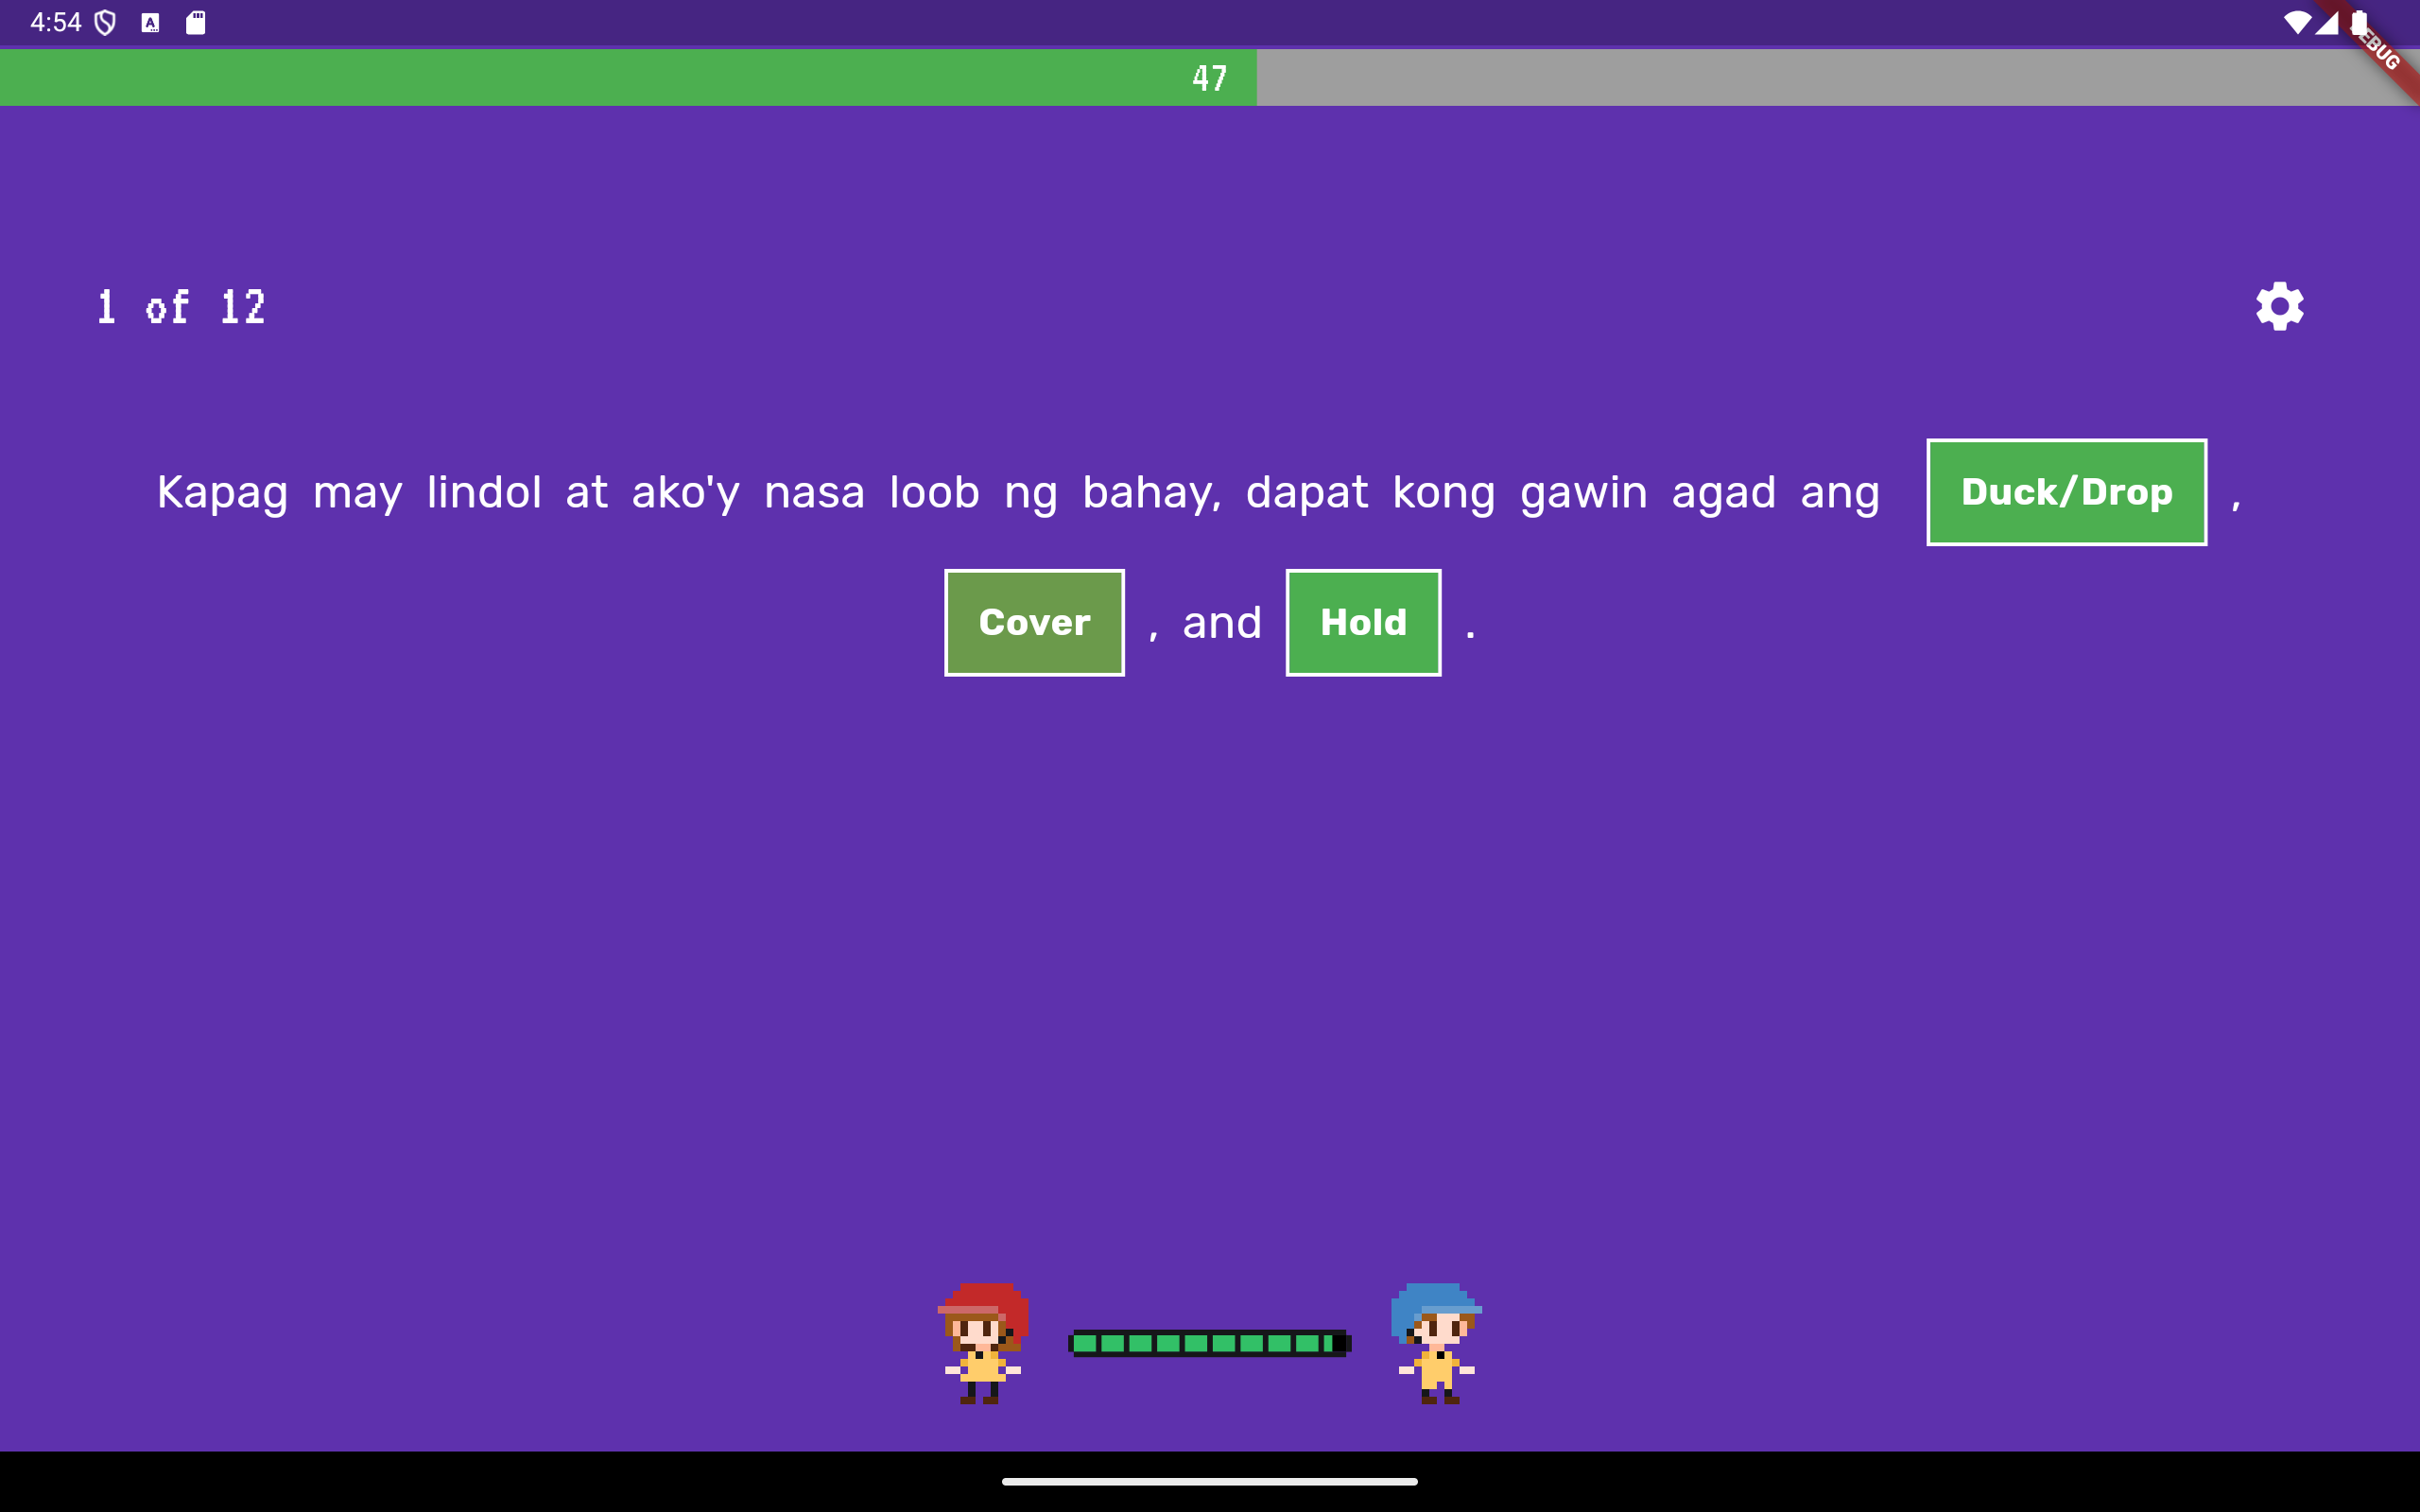 4:54
47
1 of 12
Kapag may lindol at ako'y nasa loob ng bahay, dapat kong gawin agad ang Duck/Drop ,
Cover , and Hold .